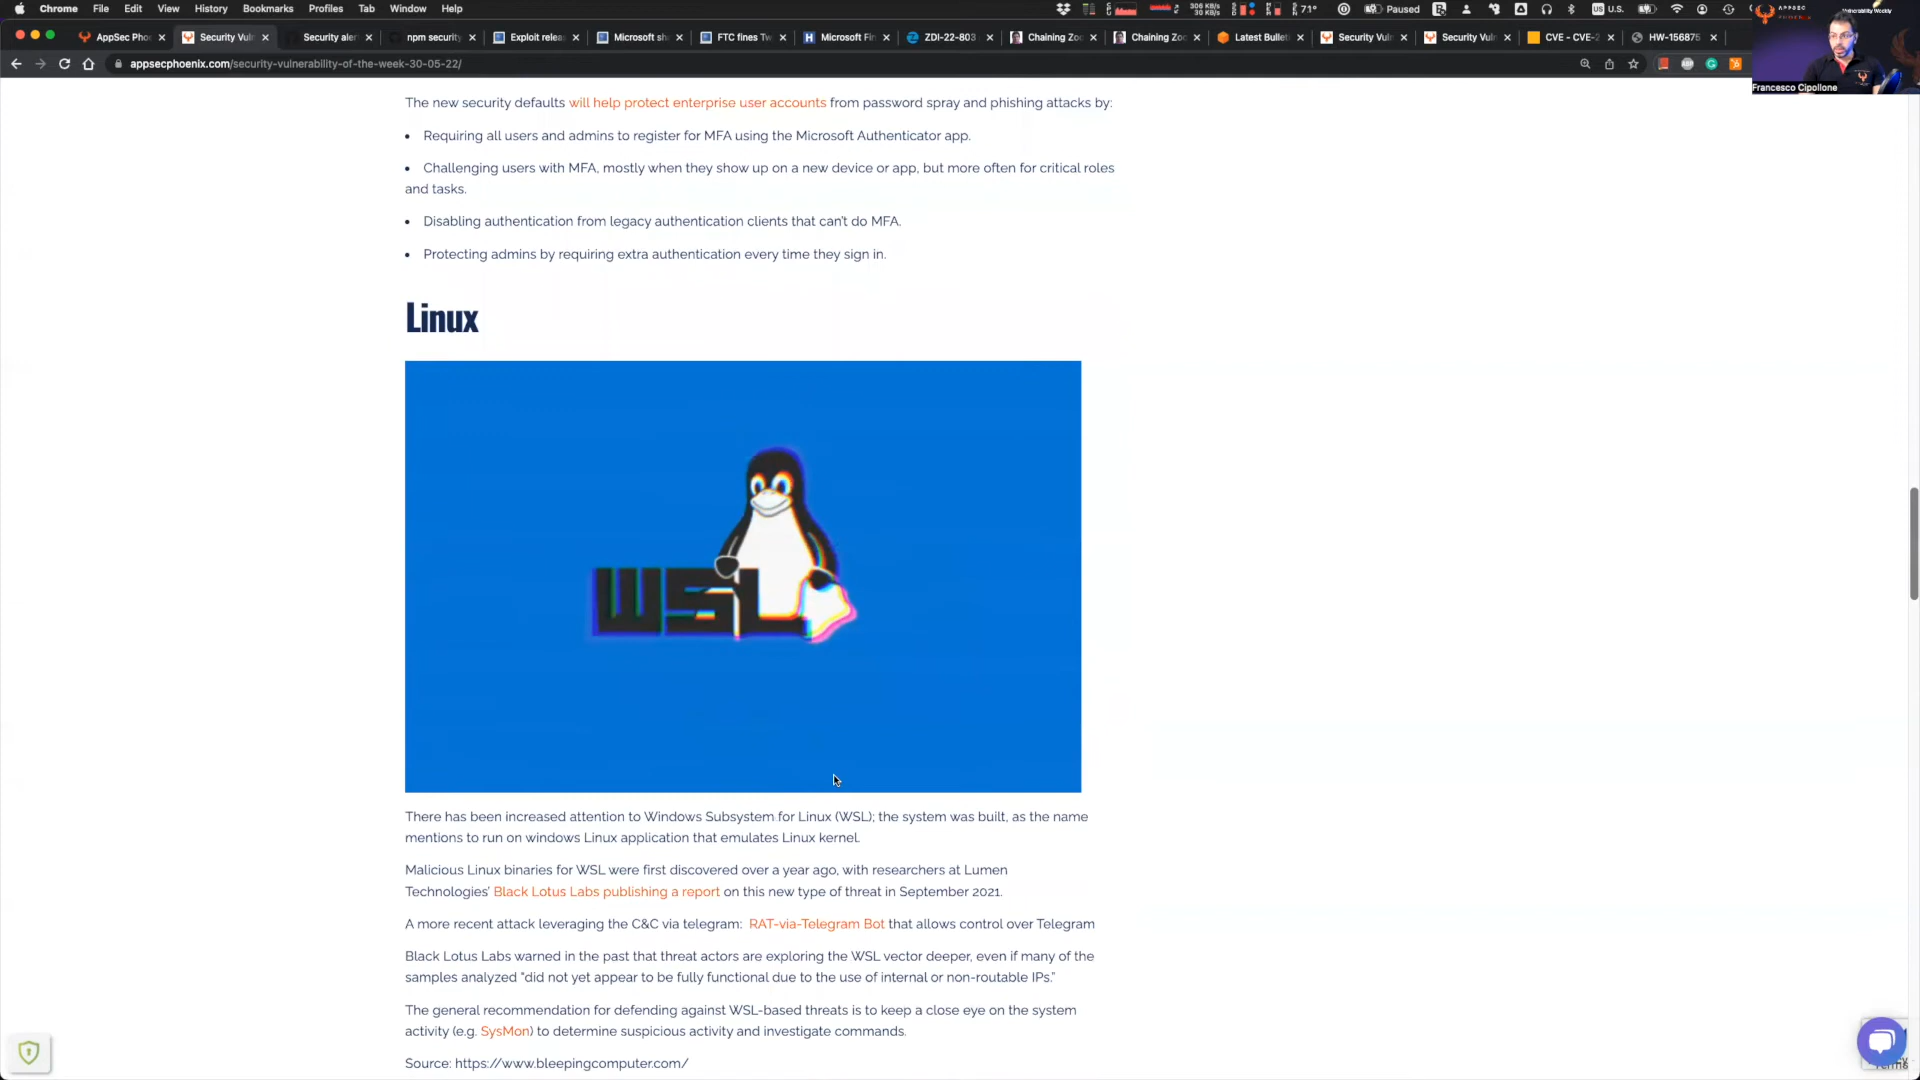 Chrome File Edit View History Bookmarks Profiles Tab Window Help
306 KB/s
30 KB/s
71°
Paused
U.S.
AppSec Pho
Security Vul
Security aler
npm security
Exploit relea
Microsoft sh
FTC fines Tw
Microsoft Fi
ZDI-22-803
Chaining Zo
Chaining Zo
Latest Bulleti
Security Vul
Security Vul
CVE - CVE-2
HW-156875
Francesco Cipollone
appsecphoenix.com/security-vulnerability-of-the-week-30-05-22/
The new security defaults will help protect enterprise user accounts from password spray and phishing attacks by:
• Requiring all users and admins to register for MFA using the Microsoft Authenticator app.
• Challenging users with MFA, mostly when they show up on a new device or app, but more often for critical roles
and tasks.
• Disabling authentication from legacy authentication clients that can't do MFA.
• Protecting admins by requiring extra authentication every time they sign in.
Linux
WSL
There has been increased attention to Windows Subsystem for Linux (WSL); the system was built, as the name
mentions to run on windows Linux application that emulates Linux kernel.
Malicious Linux binaries for WSL were first discovered over a year ago, with researchers at Lumen
Technologies' Black Lotus Labs publishing a report on this new type of threat in September 2021.
A more recent attack leveraging the C&C via telegram: RAT-via-Telegram Bot that allows control over Telegram
Black Lotus Labs warned in the past that threat actors are exploring the WSL vector deeper, even if many of the
samples analyzed "did not yet appear to be fully functional due to the use of internal or non-routable IPs."
The general recommendation for defending against WSL-based threats is to keep a close eye on the system
activity (e.g. SysMon) to determine suspicious activity and investigate commands.
Source: https://www.bleepingcomputer.com/